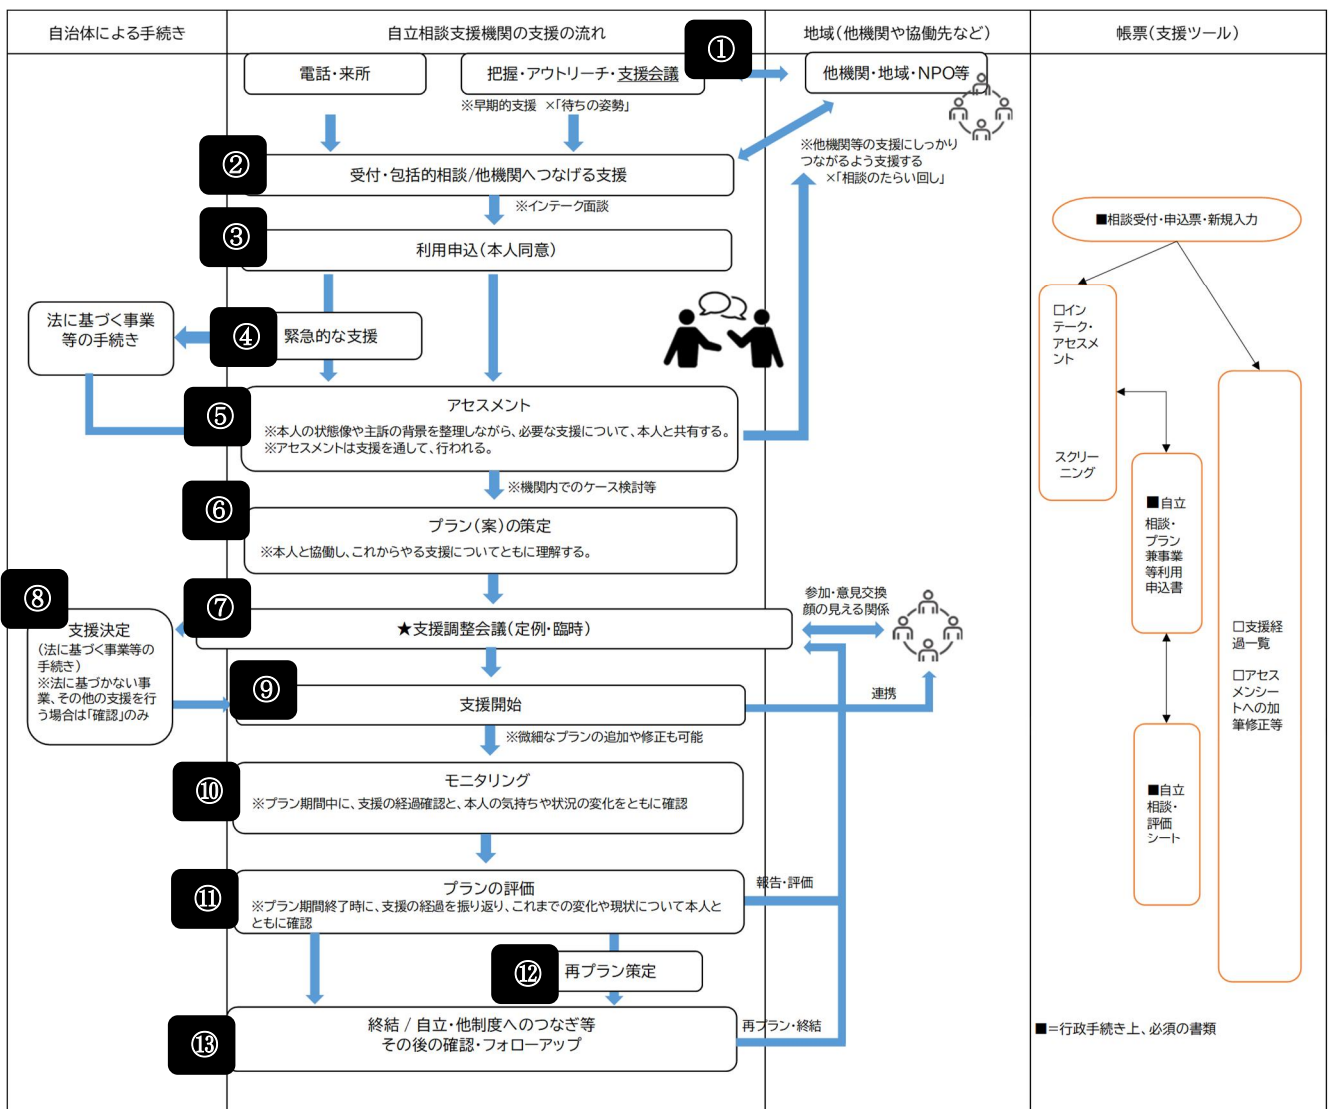 自治体による手続き
自立相談支援機関の支援の流れ
地域(他機関や協働先など)
帳票(支援ツール)
①
電話・来所
把握・アウトリーチ・支援会議
※早期的支援 ×「待ちの姿勢」
他機関・地域・NPO等
※他機関等の支援にしっかり
つながるよう支援する
×「相談のたらい回し」
②
受付・包括的相談/他機関へつなげる支援
※インテーク面談
③
利用申込(本人同意)
④
緊急的な支援
法に基づく事業
等の手続き
⑤
アセスメント
※本人の状態像や主訴の背景を整理しながら、必要な支援について、本人と共有する。
※アセスメントは支援を通して、行われる。
※機関内でのケース検討等
⑥
プラン(案)の策定
※本人と協働し、これからやる支援についてともに理解する。
⑦
★支援調整会議(定例・臨時)
参加・意見交換
顔の見える関係
⑧
支援決定
(法に基づく事業等の
手続き)
※法に基づかない事
業、その他の支援を行
う場合は「確認」のみ
⑨
支援開始
連携
※微細なプランの追加や修正も可能
⑩
モニタリング
※プラン期間中に、支援の経過確認と、本人の気持ちや状況の変化をともに確認
⑪
プランの評価
※プラン期間終了時に、支援の経過を振り返り、これまでの変化や現状について本人と
ともに確認
報告・評価
⑫
再プラン策定
⑬
終結 / 自立・他制度へのつなぎ等
その後の確認・フォローアップ
再プラン・終結
■相談受付・申込票・新規入力
□イン
テーク・
アセスメ
ント
スクリー
ニング
■自立
相談・
プラン
兼事業
等利用
申込書
□支援経
過一覧
□アセス
メンシー
トへの加
筆修正等
■自立
相談・
評価
シート
■=行政手続き上、必須の書類